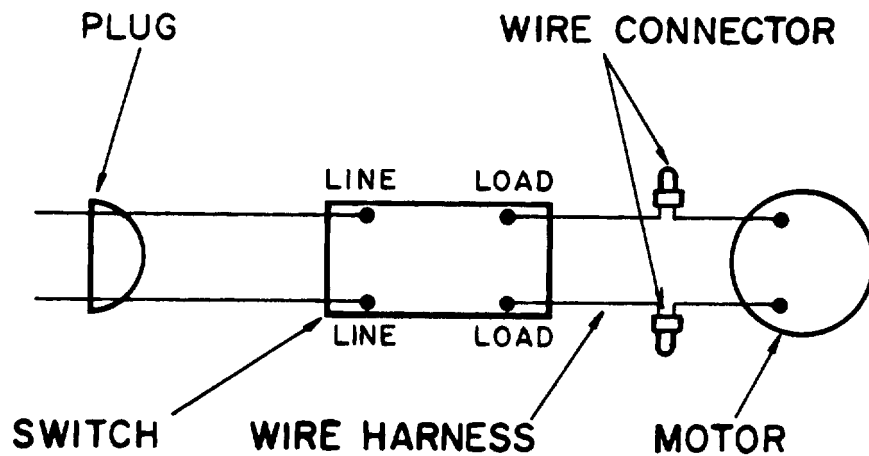 PLUG WIRE CONNECTOR
LINE LOAD
LINE LOAD
SWITCH WIRE HARNESS MOTOR